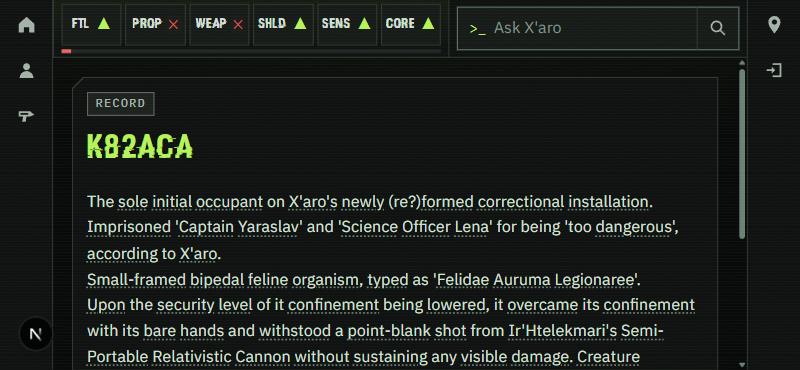 FTL PROP WEAP SHLD SENS CORE
>_ Ask X'aro
RECORD
K82ACA
The sole initial occupant on X'aro's newly (re?)formed correctional installation.
Imprisoned 'Captain Yaraslav' and 'Science Officer Lena' for being 'too dangerous',
according to X'aro.
Small-framed bipedal feline organism, typed as 'Felidae Auruma Legionaree'.
Upon the security level of it confinement being lowered, it overcame its confinement
with its bare hands and withstood a point-blank shot from Ir'Htelekmari's Semi-
Portable Relativistic Cannon without sustaining any visible damage. Creature
N